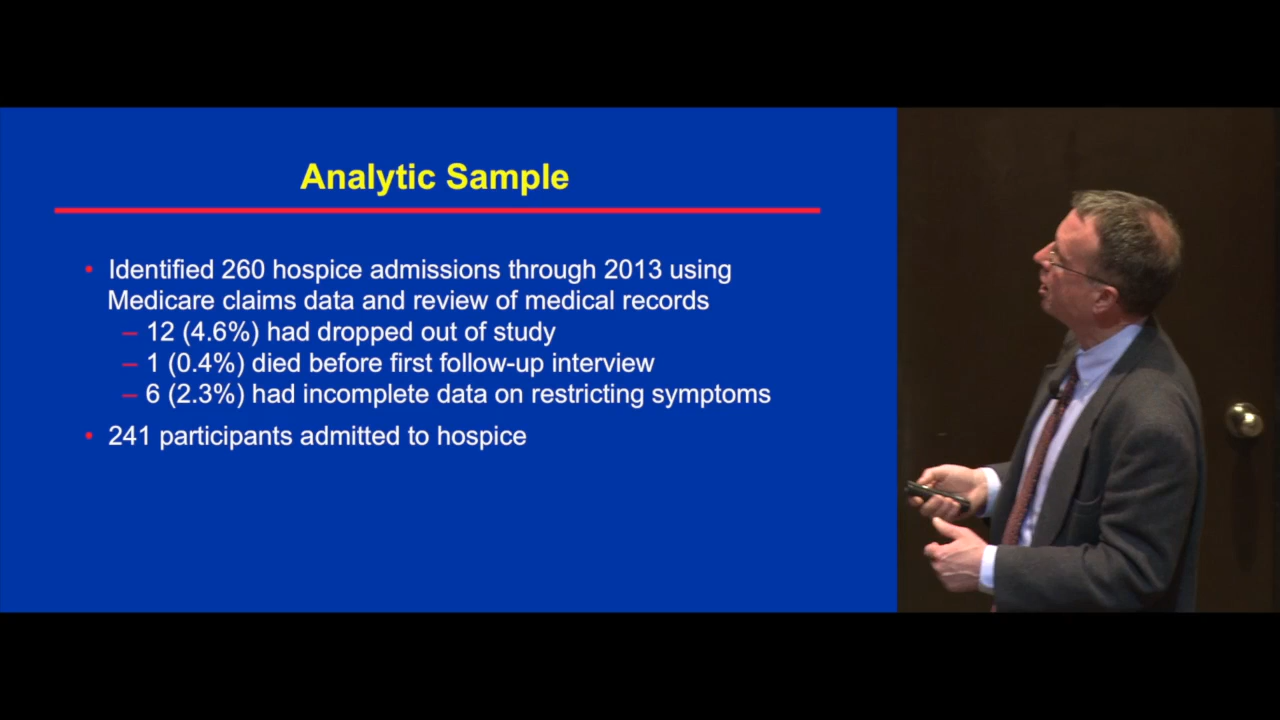 Analytic Sample
• Identified 260 hospice admissions through 2013 using
Medicare claims data and review of medical records
– 12 (4.6%) had dropped out of study
– 1 (0.4%) died before first follow-up interview
– 6 (2.3%) had incomplete data on restricting symptoms
• 241 participants admitted to hospice